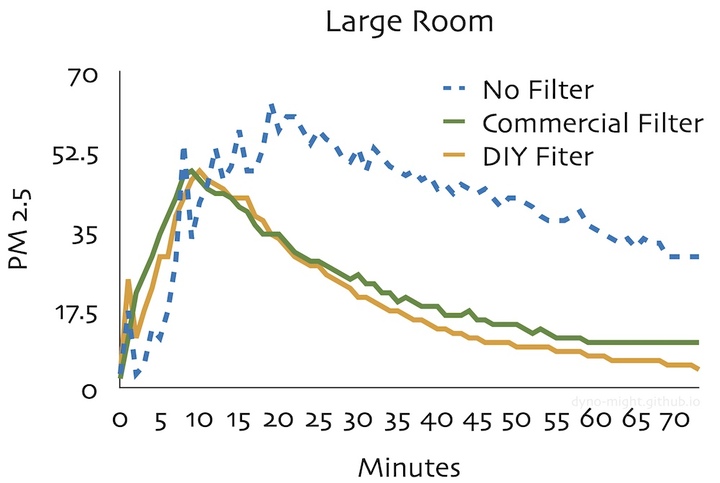 Large Room
No Filter
Commercial Filter
DIY Fiter
PM 2.5
70
52.5
35
17.5
0
dyno-might.github.io
0 5 10 15 20 25 30 35 40 45 50 55 60 65 70
Minutes